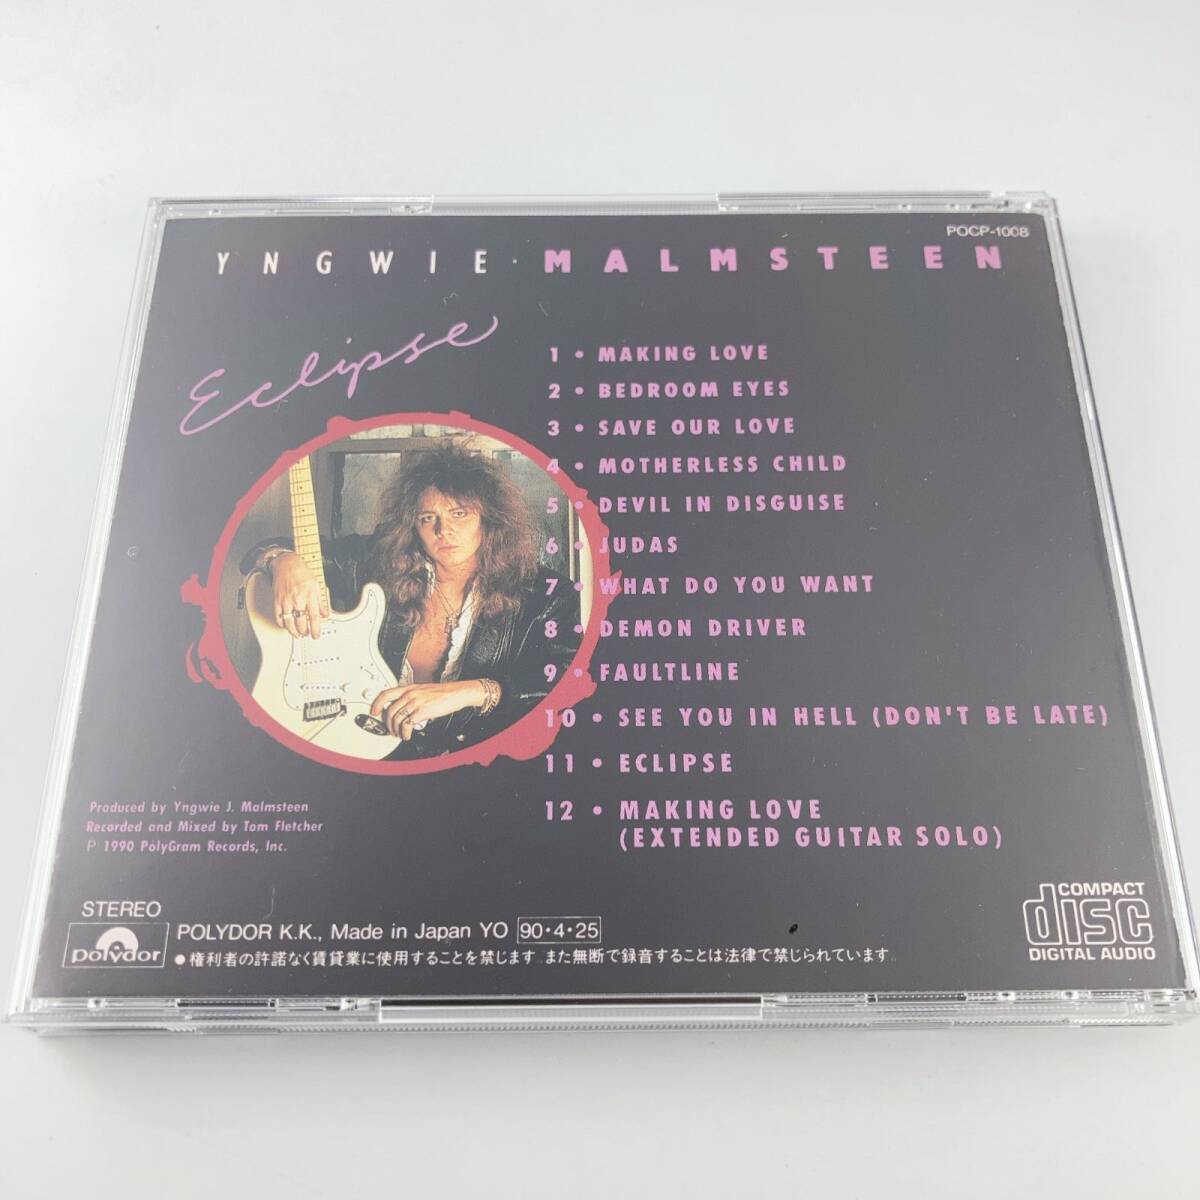 POCP-1008
YNGWIE · MALMSTEEN
Eclipse
1 • MAKING LOVE
2 • BEDROOM EYES
3 • SAVE OUR LOVE
4 • MOTHERLESS CHILD
5 • DEVIL IN DISGUISE
6 • JUDAS
7 • WHAT DO YOU WANT
8 • DEMON DRIVER
9 • FAULTLINE
10 • SEE YOU IN HELL (DON'T BE LATE)
11 • ECLIPSE
12 • MAKING LOVE
(EXTENDED GUITAR SOLO)
Produced by Yngwie J. Malmsteen
Recorded and Mixed by Tom Fletcher
℗ 1990 PolyGram Records, Inc.
STEREO
polydor
POLYDOR K.K., Made in Japan YO 90・4・25
●権利者の許諾なく賃貸業に使用することを禁じます。また無断で録音することは法律で禁じられています。
COMPACT
disc
DIGITAL AUDIO